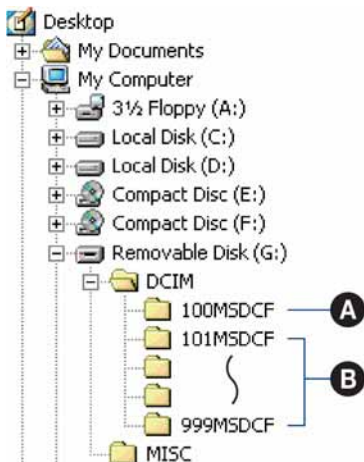 Desktop
My Documents
My Computer
3½ Floppy (A:)
Local Disk (C:)
Local Disk (D:)
Compact Disc (E:)
Compact Disc (F:)
Removable Disk (G:)
DCIM
100MSDCF
A
101MSDCF
B
999MSDCF
MISC